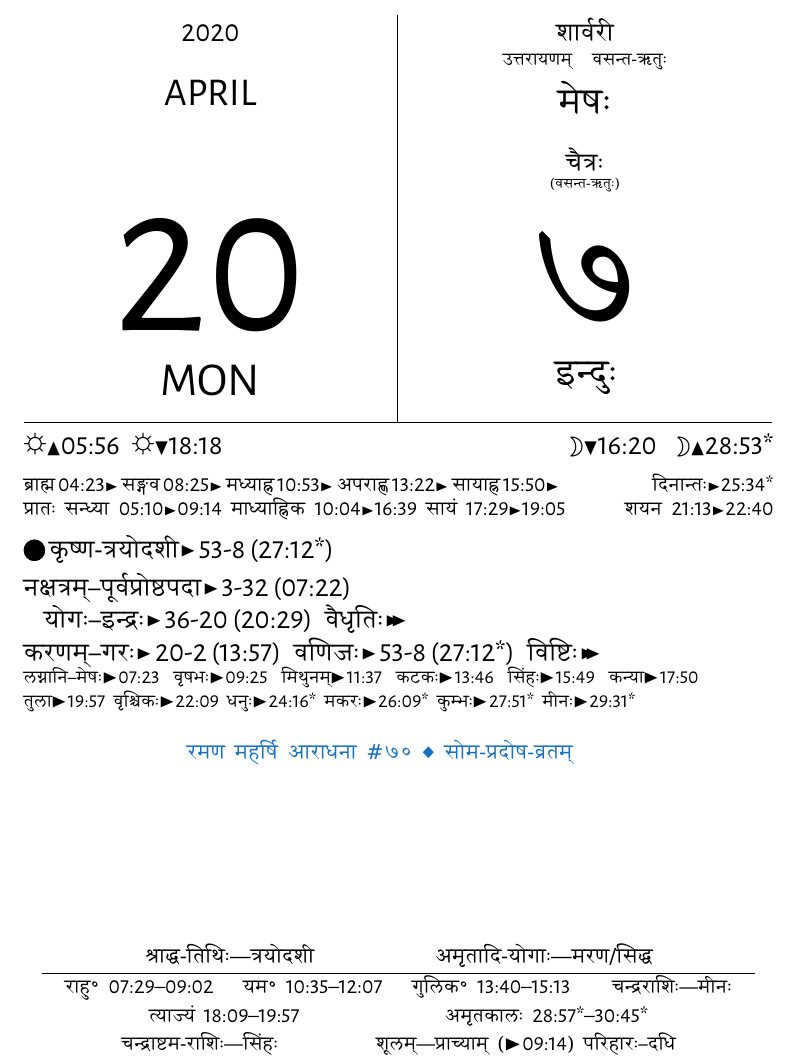 2020
APRIL
20
MON
शार्वरी
उत्तरायणम् वसन्त-ऋतुः
मेषः
चैत्रः
(वसन्त-ऋतुः)
७
इन्दुः
☼▲05:56 ☼▼18:18 ☽▼16:20 ☽▲28:53*
ब्राह्म 04:23► सङ्गव 08:25► मध्याह्न 10:53► अपराह्ण 13:22► सायाह्न 15:50► दिनान्तः►25:34*
प्रातः सन्ध्या 05:10►09:14 माध्याह्निक 10:04►16:39 सायं 17:29►19:05 शयन 21:13►22:40
●कृष्ण-त्रयोदशी►53-8 (27:12*)
नक्षत्रम्–पूर्वप्रोष्ठपदा►3-32 (07:22)
योगः–इन्द्रः►36-20 (20:29) वैधृतिः►►
करणम्–गरः►20-2 (13:57) वणिजः►53-8 (27:12*) विष्टिः►►
लग्नानि–मेषः►07:23 वृषभः►09:25 मिथुनम्►11:37 कटकः►13:46 सिंहः►15:49 कन्या►17:50
तुला►19:57 वृश्चिकः►22:09 धनुः►24:16* मकरः►26:09* कुम्भः►27:51* मीनः►29:31*
रमण महर्षि आराधना #७० ◆ सोम-प्रदोष-व्रतम्
श्राद्ध-तिथिः—त्रयोदशी अमृतादि-योगाः—मरण/सिद्ध
राहु° 07:29–09:02 यम° 10:35–12:07 गुलिक° 13:40–15:13 चन्द्रराशिः—मीनः
त्याज्यं 18:09–19:57 अमृतकालः 28:57*–30:45*
चन्द्राष्टम-राशिः—सिंहः शूलम्—प्राच्याम् (►09:14) परिहारः–दधि